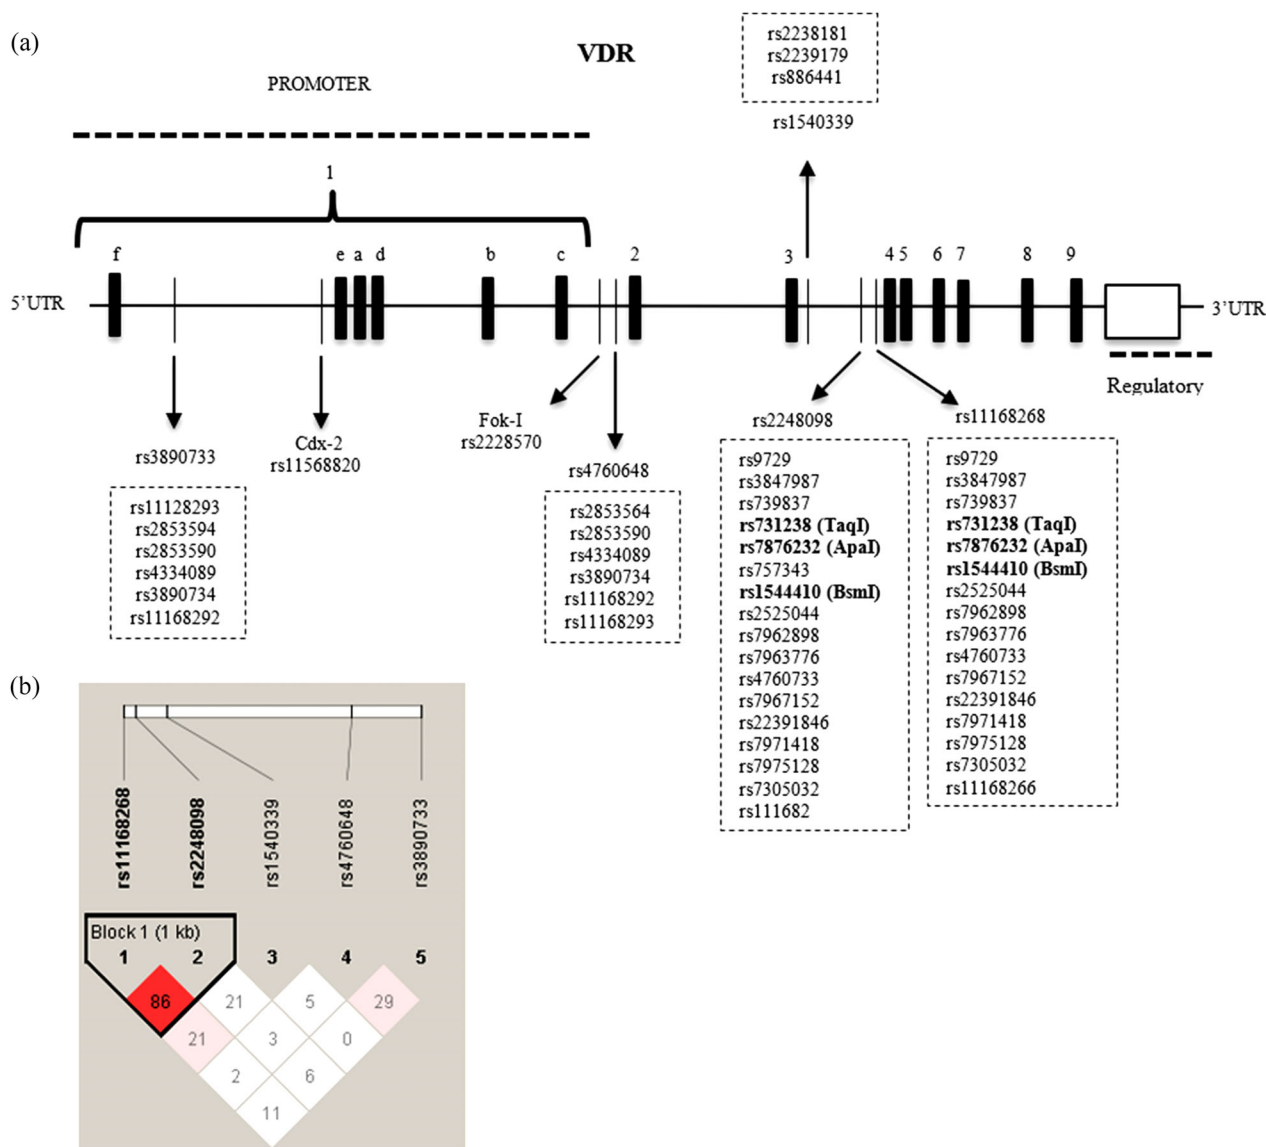 (a)
VDR
rs2238181
rs2239179
rs886441
rs1540339
PROMOTER
1
f
e a d
b
c
2
3
4 5
6
7
8
9
5’UTR
3’UTR
Regulatory
rs3890733
rs11128293
rs2853594
rs2853590
rs4334089
rs3890734
rs11168292
Cdx-2
rs11568820
Fok-I
rs2228570
rs4760648
rs2853564
rs2853590
rs4334089
rs3890734
rs11168292
rs11168293
rs2248098
rs9729
rs3847987
rs739837
rs731238 (TaqI)
rs7876232 (ApaI)
rs757343
rs1544410 (BsmI)
rs2525044
rs7962898
rs7963776
rs4760733
rs7967152
rs22391846
rs7971418
rs7975128
rs7305032
rs111682
rs11168268
rs9729
rs3847987
rs739837
rs731238 (TaqI)
rs7876232 (ApaI)
rs1544410 (BsmI)
rs2525044
rs7962898
rs7963776
rs4760733
rs7967152
rs22391846
rs7971418
rs7975128
rs7305032
rs11168266
(b)
rs11168268
rs2248098
rs1540339
rs4760648
rs3890733
Block 1 (1 kb)
1 2 3 4 5
86 21 5 29
21 3 0
2 6
11